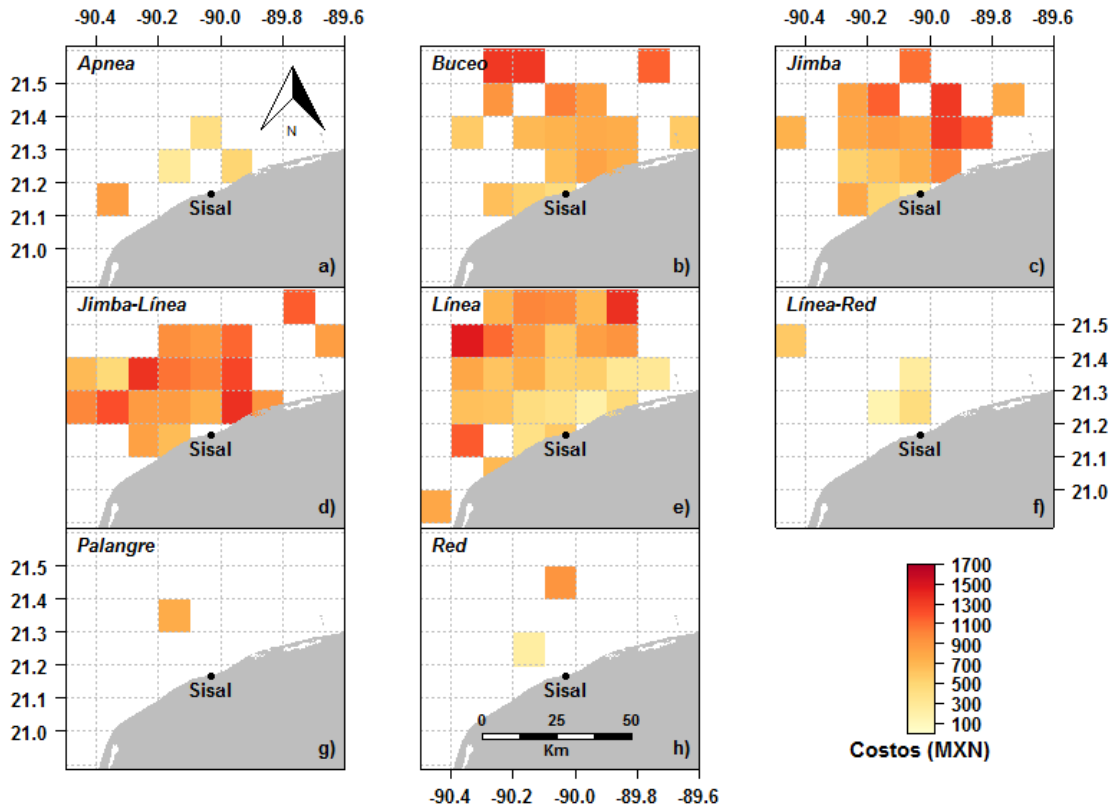 -90.4 -90.2 -90.0 -89.8 -89.6 -90.4 -90.2 -90.0 -89.8 -89.6
Apnea
Buceo
Jimba
21.5
21.4
21.3
21.2
21.1
21.0
N
Sisal
a)
Sisal
b)
Sisal
c)
Jimba-Línea
Línea
Línea-Red
21.5
21.4
21.3
21.2
21.1
21.0
Sisal
d)
Sisal
e)
Sisal
f)
Palangre
Red
21.5
21.4
21.3
21.2
21.1
21.0
Sisal
g)
Sisal
0 25 50
Km
h)
-90.4 -90.2 -90.0 -89.8 -89.6
1700
1500
1300
1100
900
700
500
300
100
Costos (MXN)